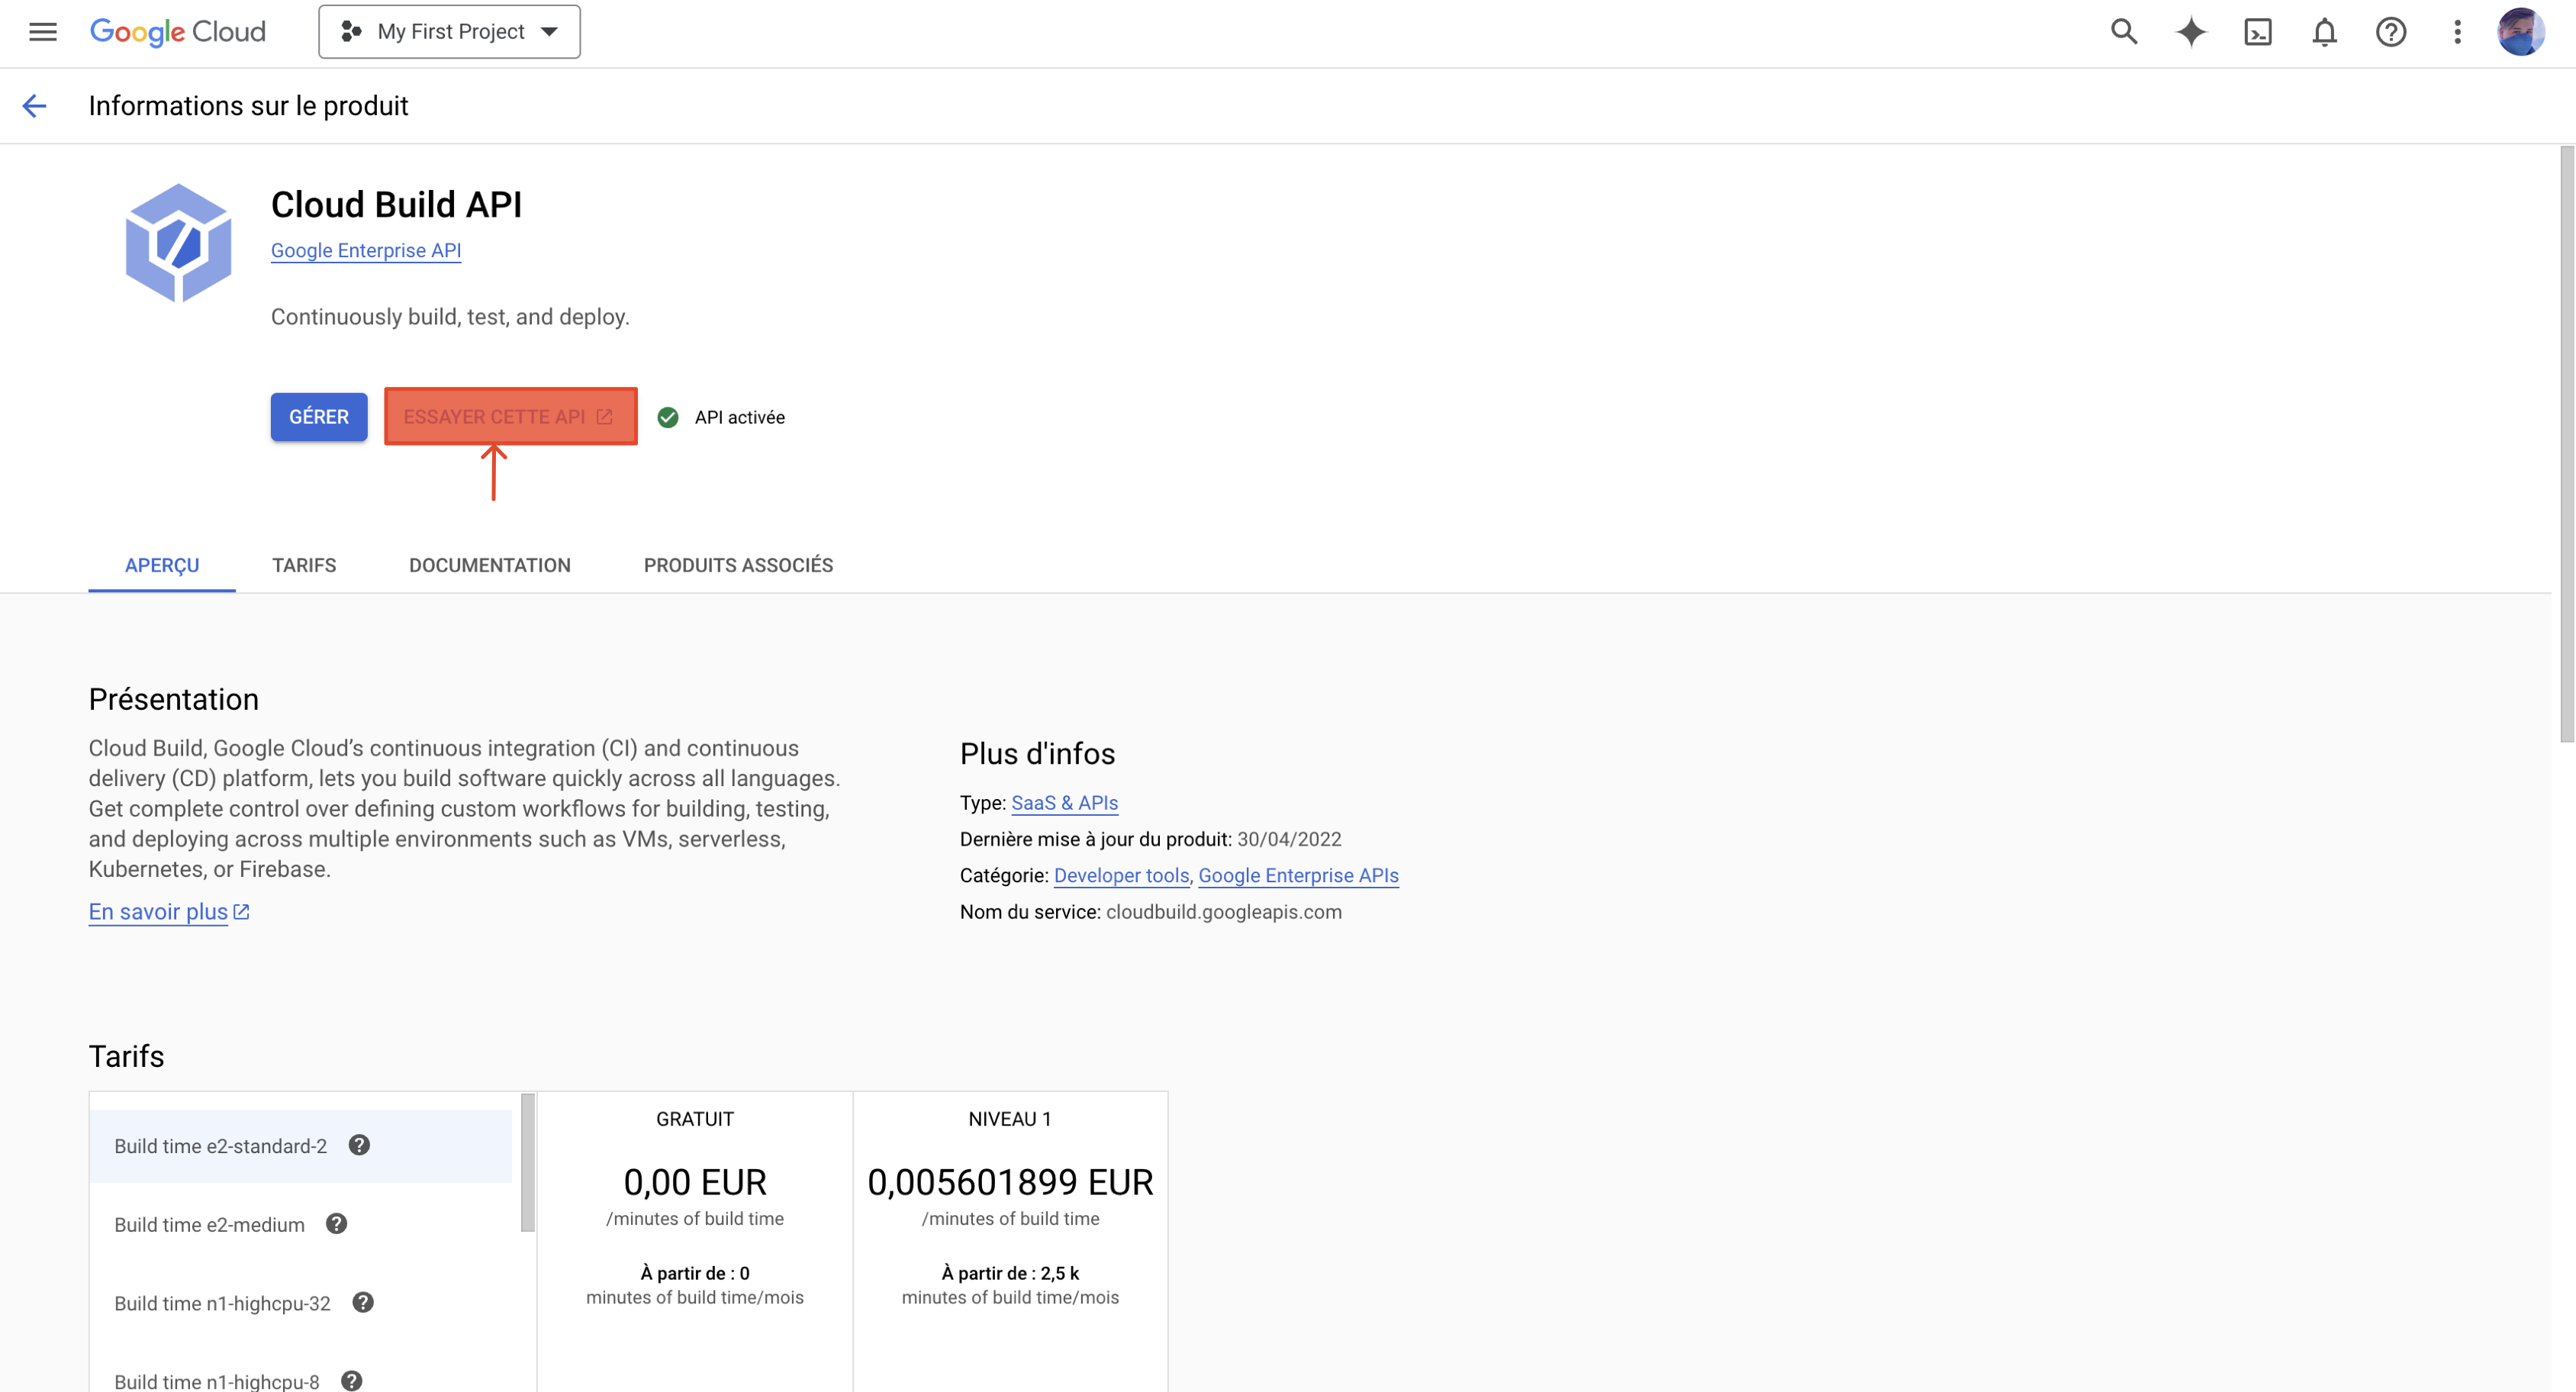 Google Cloud
My First Project
Informations sur le produit
Cloud Build API
Google Enterprise API
Continuously build, test, and deploy.
GÉRER
ESSAYER CETTE API
API activée
APERÇU
TARIFS
DOCUMENTATION
PRODUITS ASSOCIÉS
Présentation
Cloud Build, Google Cloud’s continuous integration (CI) and continuous
delivery (CD) platform, lets you build software quickly across all languages.
Get complete control over defining custom workflows for building, testing,
and deploying across multiple environments such as VMs, serverless,
Kubernetes, or Firebase.
En savoir plus
Plus d'infos
Type: SaaS & APIs
Dernière mise à jour du produit: 30/04/2022
Catégorie: Developer tools, Google Enterprise APIs
Nom du service: cloudbuild.googleapis.com
Tarifs
Build time e2-standard-2
Build time e2-medium
Build time n1-highcpu-32
Build time n1-highcpu-8
GRATUIT
0,00 EUR
/minutes of build time
À partir de : 0
minutes of build time/mois
NIVEAU 1
0,005601899 EUR
/minutes of build time
À partir de : 2,5 k
minutes of build time/mois